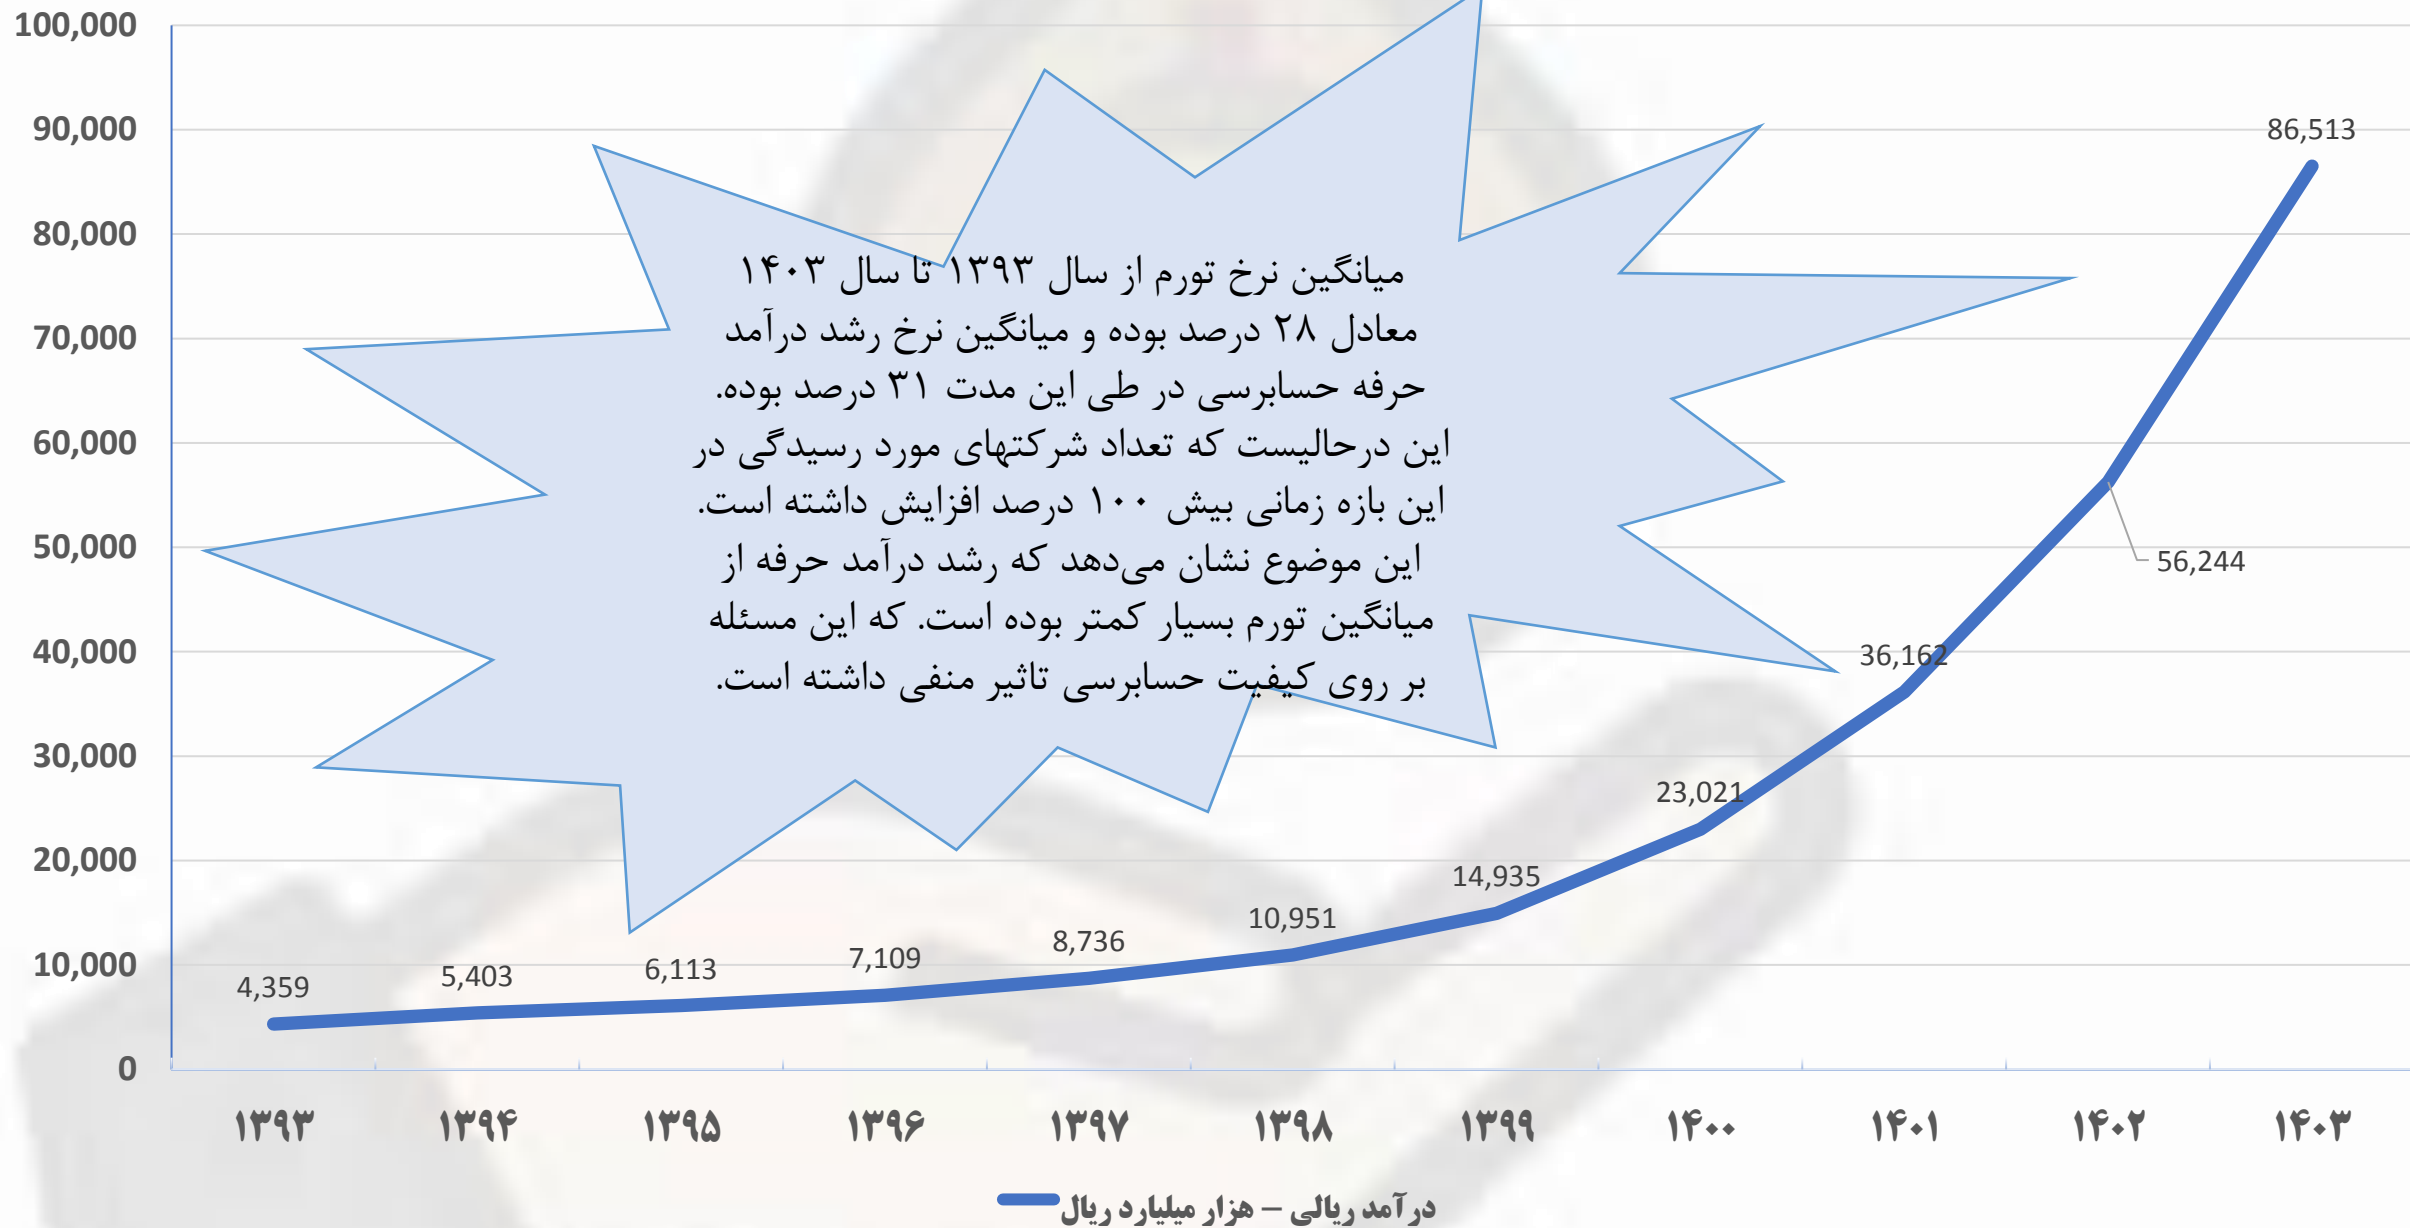 100,000
90,000
80,000
70,000
60,000
50,000
40,000
30,000
20,000
10,000
0
میانگین نرخ تورم از سال ۱۳۹۳ تا سال ۱۴۰۳
معادل ۲۸ درصد بوده و میانگین نرخ رشد درآمد
حرفه حسابرسی در طی این مدت ۳۱ درصد بوده.
این درحالیست که تعداد شرکتهای مورد رسیدگی در
این بازه زمانی بیش ۱۰۰ درصد افزایش داشته است.
این موضوع نشان می‌دهد که رشد درآمد حرفه از
میانگین تورم بسیار کمتر بوده است. که این مسئله
بر روی کیفیت حسابرسی تاثیر منفی داشته است.
4,359
5,403
6,113
7,109
8,736
10,951
14,935
23,021
36,162
56,244
86,513
۱۳۹۳ ۱۳۹۴ ۱۳۹۵ ۱۳۹۶ ۱۳۹۷ ۱۳۹۸ ۱۳۹۹ ۱۴۰۰ ۱۴۰۱ ۱۴۰۲ ۱۴۰۳
درآمد ریالی – هزار میلیارد ریال